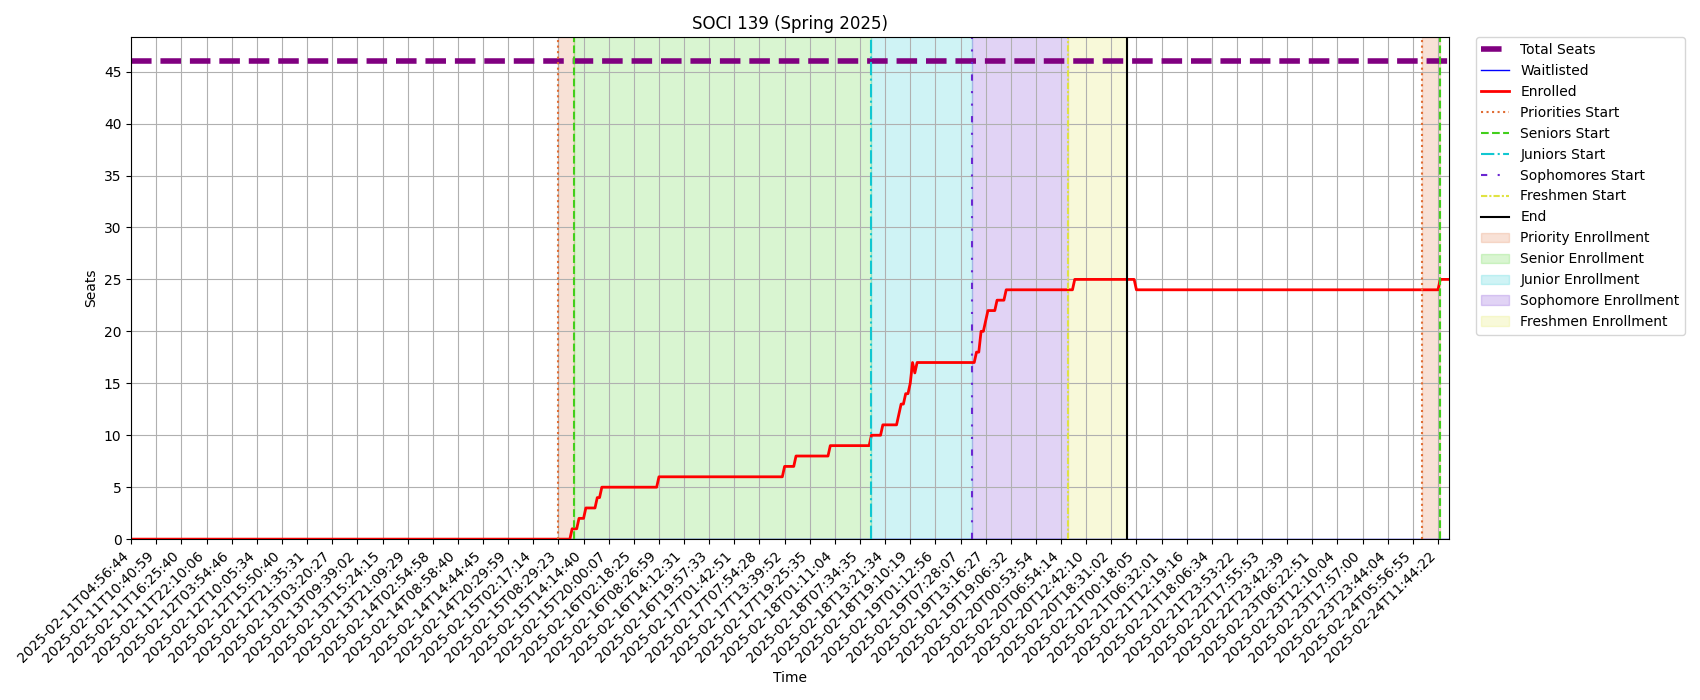 SOCI 139 (Spring 2025)
Seats
45
40
35
30
25
20
15
10
5
0
2025-02-11T04:56:44
2025-02-11T10:40:59
2025-02-11T16:25:40
2025-02-11T22:10:06
2025-02-12T03:54:46
2025-02-12T10:05:34
2025-02-12T15:50:40
2025-02-12T21:35:31
2025-02-13T03:20:27
2025-02-13T09:39:02
2025-02-13T15:24:15
2025-02-13T21:09:29
2025-02-14T02:54:58
2025-02-14T08:58:40
2025-02-14T14:44:45
2025-02-14T20:29:59
2025-02-15T02:17:14
2025-02-15T08:29:23
2025-02-15T14:14:40
2025-02-15T20:00:07
2025-02-16T02:18:25
2025-02-16T08:26:59
2025-02-16T14:12:31
2025-02-16T19:57:33
2025-02-17T01:42:51
2025-02-17T07:54:28
2025-02-17T13:39:52
2025-02-17T19:25:35
2025-02-18T01:11:04
2025-02-18T07:34:35
2025-02-18T13:21:34
2025-02-18T19:10:19
2025-02-19T01:12:56
2025-02-19T07:28:07
2025-02-19T13:16:27
2025-02-19T19:06:32
2025-02-20T00:53:54
2025-02-20T06:54:14
2025-02-20T12:42:10
2025-02-20T18:31:02
2025-02-21T00:18:05
2025-02-21T06:32:01
2025-02-21T12:19:16
2025-02-21T18:06:34
2025-02-21T23:53:22
2025-02-22T17:55:53
2025-02-22T23:42:39
2025-02-23T06:22:51
2025-02-23T12:10:04
2025-02-23T17:57:00
2025-02-23T23:44:04
2025-02-24T05:56:55
2025-02-24T11:44:22
Time
Total Seats
Waitlisted
Enrolled
Priorities Start
Seniors Start
Juniors Start
Sophomores Start
Freshmen Start
End
Priority Enrollment
Senior Enrollment
Junior Enrollment
Sophomore Enrollment
Freshmen Enrollment